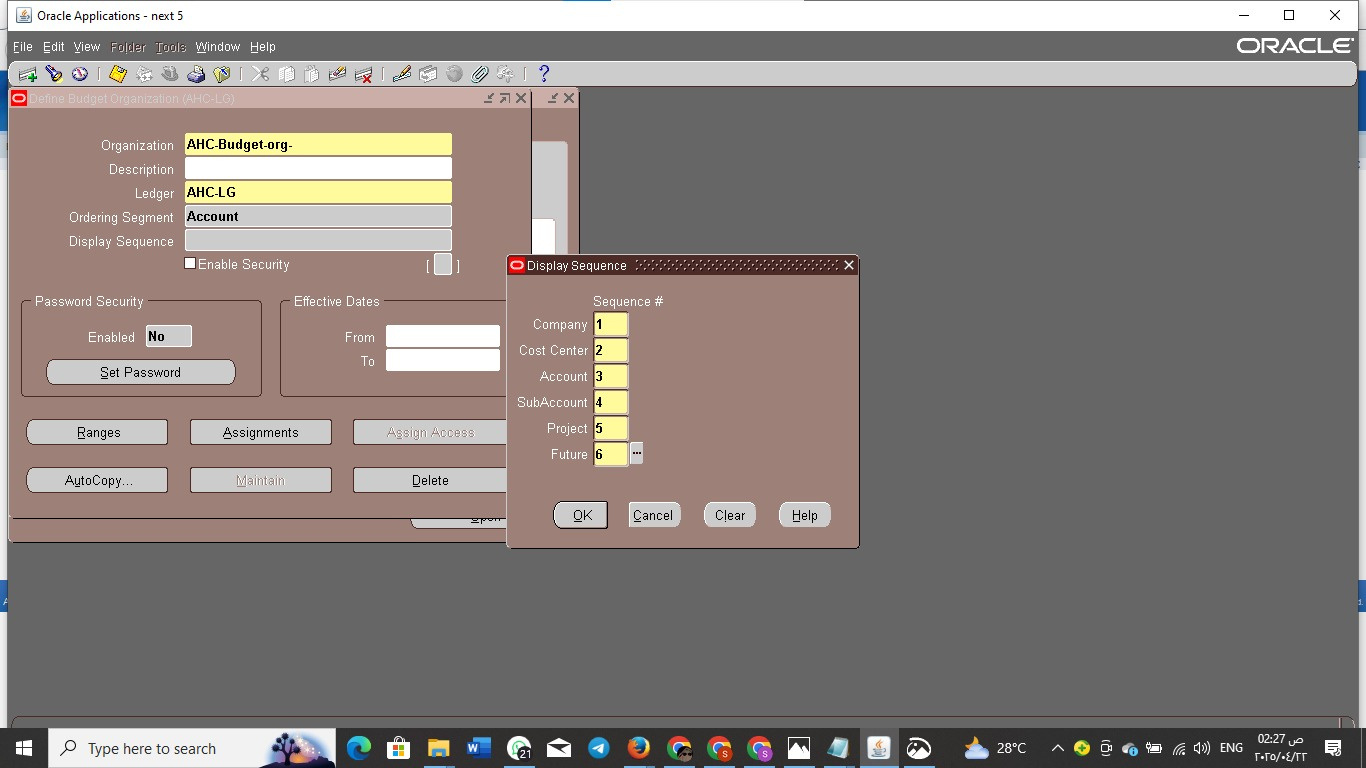 Oracle Applications - next 5
File Edit View Folder Tools Window Help
ORACLE
Define Budget Organization (AHC-LG)
Organization AHC-Budget-org-
Description
Ledger AHC-LG
Ordering Segment Account
Display Sequence
Enable Security [ ]
Password Security
Enabled No
Set Password
Effective Dates
From
To
Ranges Assignments Assign Access
AutoCopy... Maintain Delete
Open
Display Sequence
Sequence #
Company 1
Cost Center 2
Account 3
SubAccount 4
Project 5
Future 6 ...
OK Cancel Clear Help
Type here to search
21
28°C
ENG
02:27 ص
٢٠٢٥/٠٤/٢٢